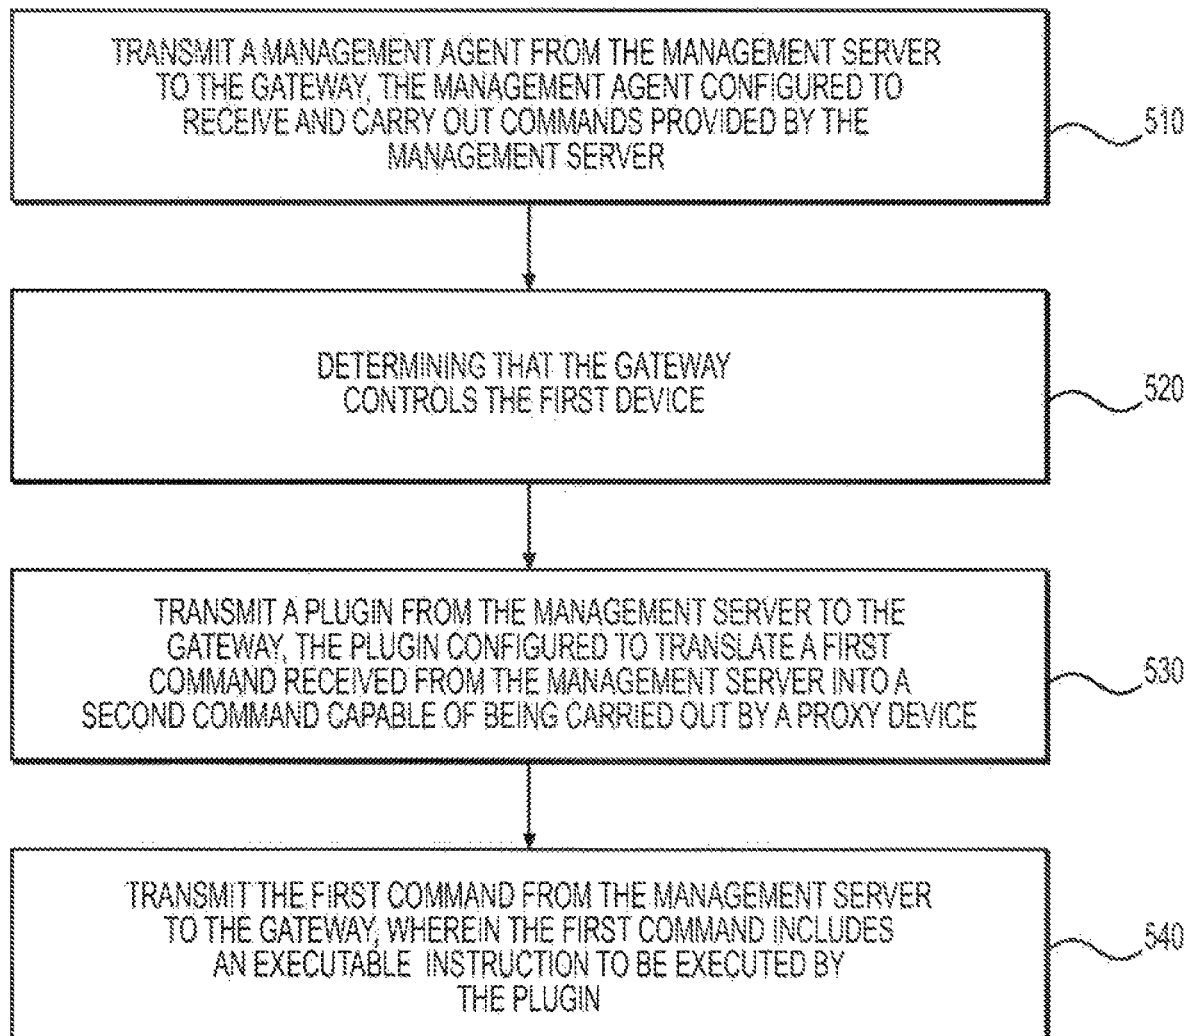 TRANSMIT A MANAGEMENT AGENT FROM THE MANAGEMENT SERVER
TO THE GATEWAY, THE MANAGEMENT AGENT CONFIGURED TO
RECEIVE AND CARRY OUT COMMANDS PROVIDED BY THE
MANAGEMENT SERVER
510
DETERMINING THAT THE GATEWAY
CONTROLS THE FIRST DEVICE
520
TRANSMIT A PLUGIN FROM THE MANAGEMENT SERVER TO THE
GATEWAY, THE PLUGIN CONFIGURED TO TRANSLATE A FIRST
COMMAND RECEIVED FROM THE MANAGEMENT SERVER INTO A
SECOND COMMAND CAPABLE OF BEING CARRIED OUT BY A PROXY DEVICE
530
TRANSMIT THE FIRST COMMAND FROM THE MANAGEMENT SERVER
TO THE GATEWAY, WHEREIN THE FIRST COMMAND INCLUDES
AN EXECUTABLE INSTRUCTION TO BE EXECUTED BY
THE PLUGIN
540